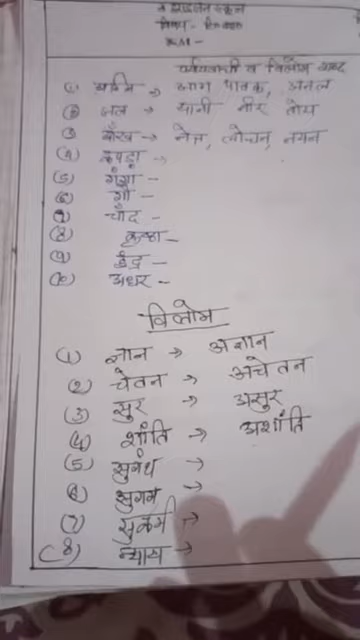 विषय -
पर्यायवाची व विलोम शब्द
(1) अग्नि → आग पावक, अनल
(2) जल → पानी नीर तोय
(3) आँख → नेत्र, लोचन, नयन
(4) कपड़ा →
(5) गंगा -
(6) गौ -
(7) चाँद -
(8) कृष्ण -
(9) इंद्र -
(10) अधर -
विलोम
(1) ज्ञान → अज्ञान
(2) चेतन → अचेतन
(3) सुर → असुर
(4) शांति → अशांति
(5) सुगंध →
(6) सुगम →
(7) सुकर्म →
(8) न्याय →